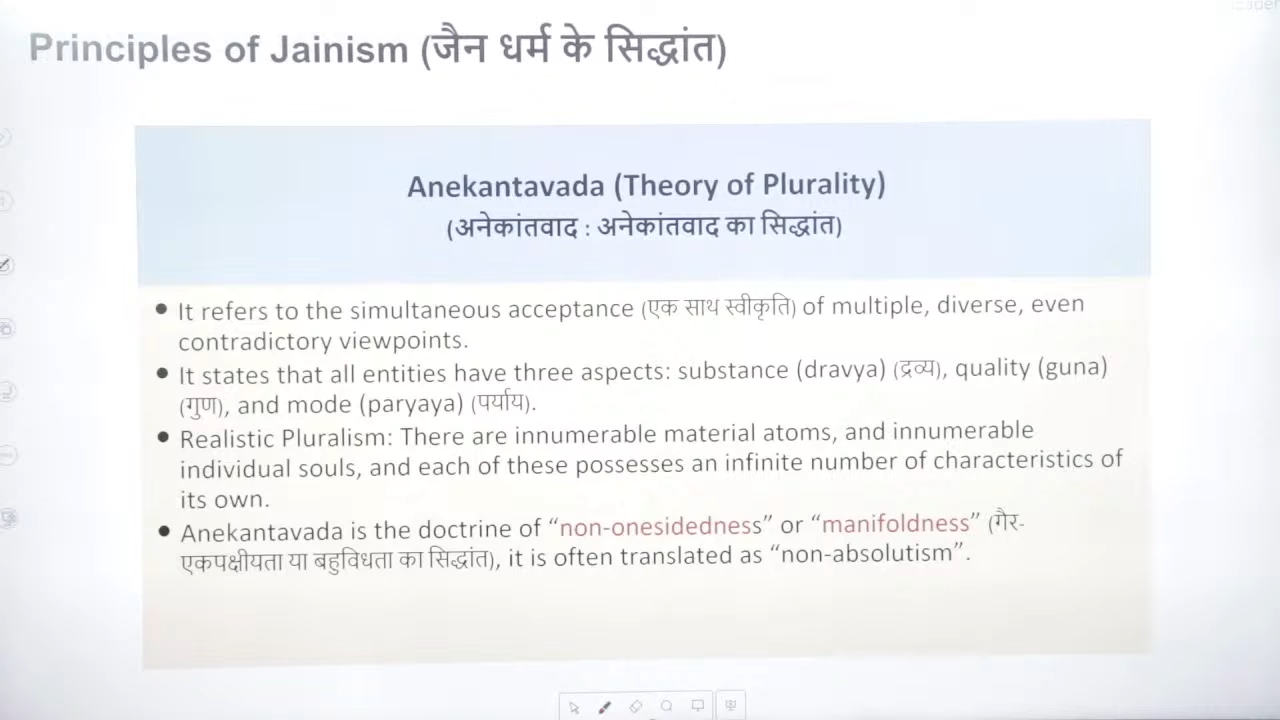 Principles of Jainism (जैन धर्म के सिद्धांत)
Anekantavada (Theory of Plurality)
(अनेकांतवाद : अनेकांतवाद का सिद्धांत)
● It refers to the simultaneous acceptance (एक साथ स्वीकृति) of multiple, diverse, even
contradictory viewpoints.
● It states that all entities have three aspects: substance (dravya) (द्रव्य), quality (guna)
(गुण), and mode (paryaya) (पर्याय).
● Realistic Pluralism: There are innumerable material atoms, and innumerable
individual souls, and each of these possesses an infinite number of characteristics of
its own.
● Anekantavada is the doctrine of “non-onesidedness” or “manifoldness” (गैर-
एकपक्षीयता या बहुविधता का सिद्धांत), it is often translated as “non-absolutism”.